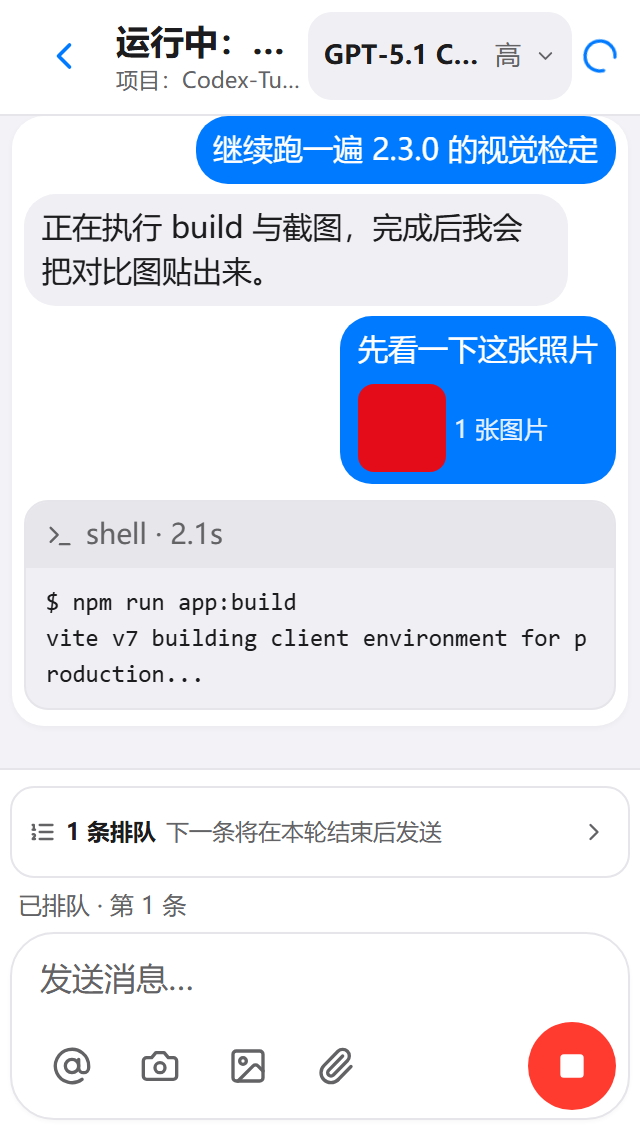 运行中：...
项目：Codex-Tu...
GPT-5.1 C... 高
继续跑一遍 2.3.0 的视觉检定
正在执行 build 与截图，完成后我会
把对比图贴出来。
先看一下这张照片
1 张图片
shell · 2.1s
$ npm run app:build
vite v7 building client environment for p
roduction...
1 条排队 下一条将在本轮结束后发送
已排队 · 第 1 条
发送消息...